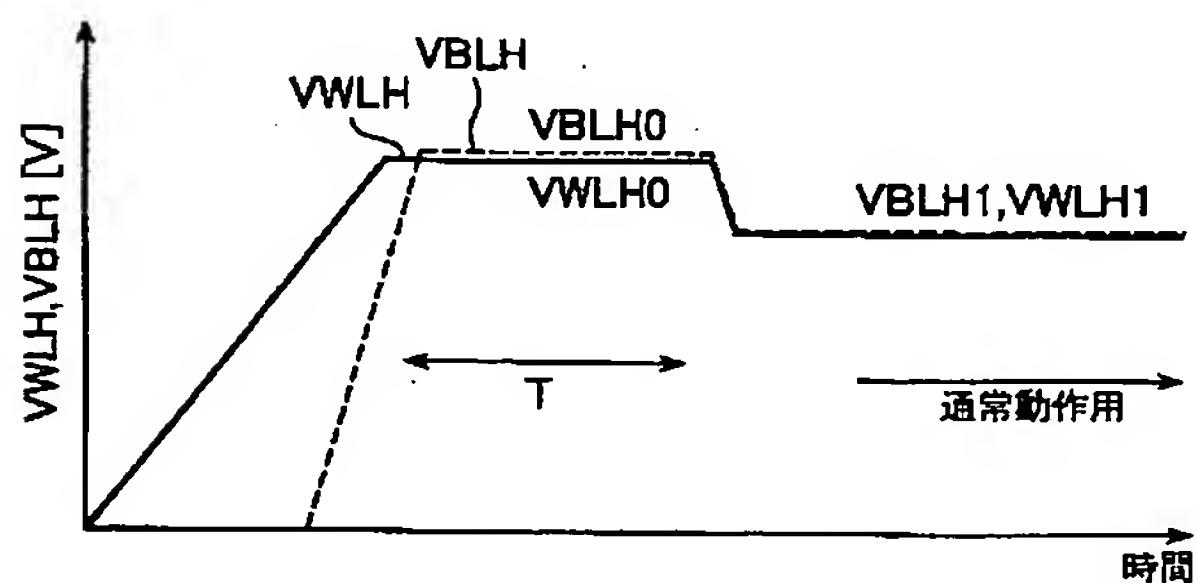 VWLH,VBLH [V]
VBLH
VWLH
VBLH0
VWLH0
VBLH1,VWLH1
T
通常動作用
時間